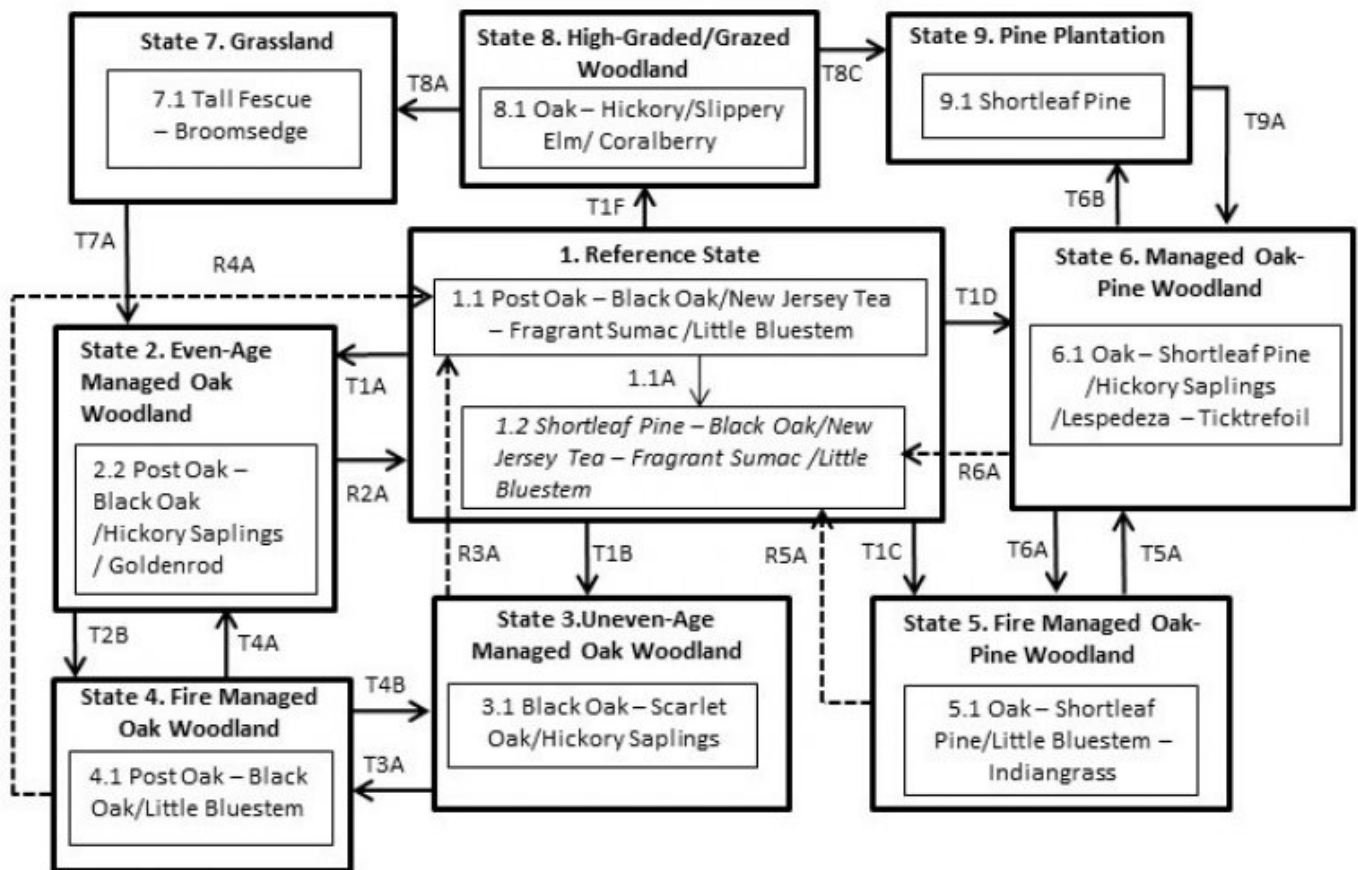 State 7. Grassland
7.1 Tall Fescue
– Broomsedge
T8A
State 8. High-Graded/Grazed
Woodland
8.1 Oak – Hickory/Slippery
Elm/ Coralberry
T8C
State 9. Pine Plantation
9.1 Shortleaf Pine
T9A
T7A
R4A
T1F
T6B
1. Reference State
1.1 Post Oak – Black Oak/New Jersey Tea
– Fragrant Sumac /Little Bluestem
1.1A
1.2 Shortleaf Pine – Black Oak/New
Jersey Tea – Fragrant Sumac /Little
Bluestem
T1D
State 6. Managed Oak-
Pine Woodland
6.1 Oak – Shortleaf Pine
/Hickory Saplings
/Lespedeza – Ticktrefoil
R6A
State 2. Even-Age
Managed Oak
Woodland
2.2 Post Oak –
Black Oak
/Hickory Saplings
/ Goldenrod
T1A
R2A
R3A
T1B
R5A
T1C
T6A
T5A
T2B
T4A
State 3.Uneven-Age
Managed Oak Woodland
3.1 Black Oak – Scarlet
Oak/Hickory Saplings
State 5. Fire Managed Oak-
Pine Woodland
5.1 Oak – Shortleaf
Pine/Little Bluestem –
Indiangrass
State 4. Fire Managed
Oak Woodland
4.1 Post Oak – Black
Oak/Little Bluestem
T4B
T3A